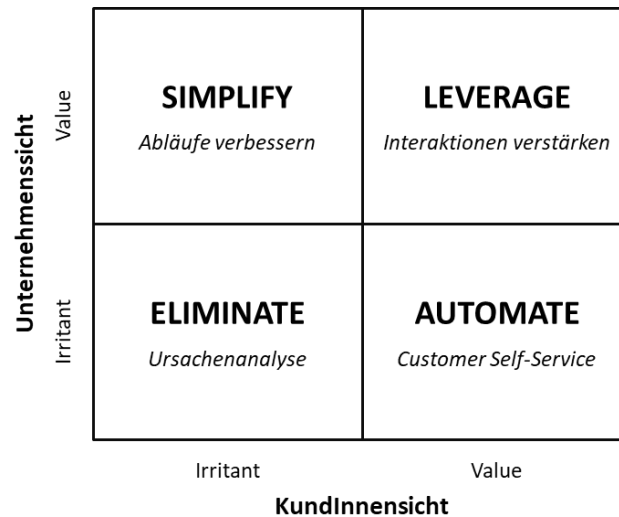 Unternehmenssicht
Value
SIMPLIFY
Abläufe verbessern
LEVERAGE
Interaktionen verstärken
Irritant
ELIMINATE
Ursachenanalyse
AUTOMATE
Customer Self-Service
Irritant
Value
KundInnensicht